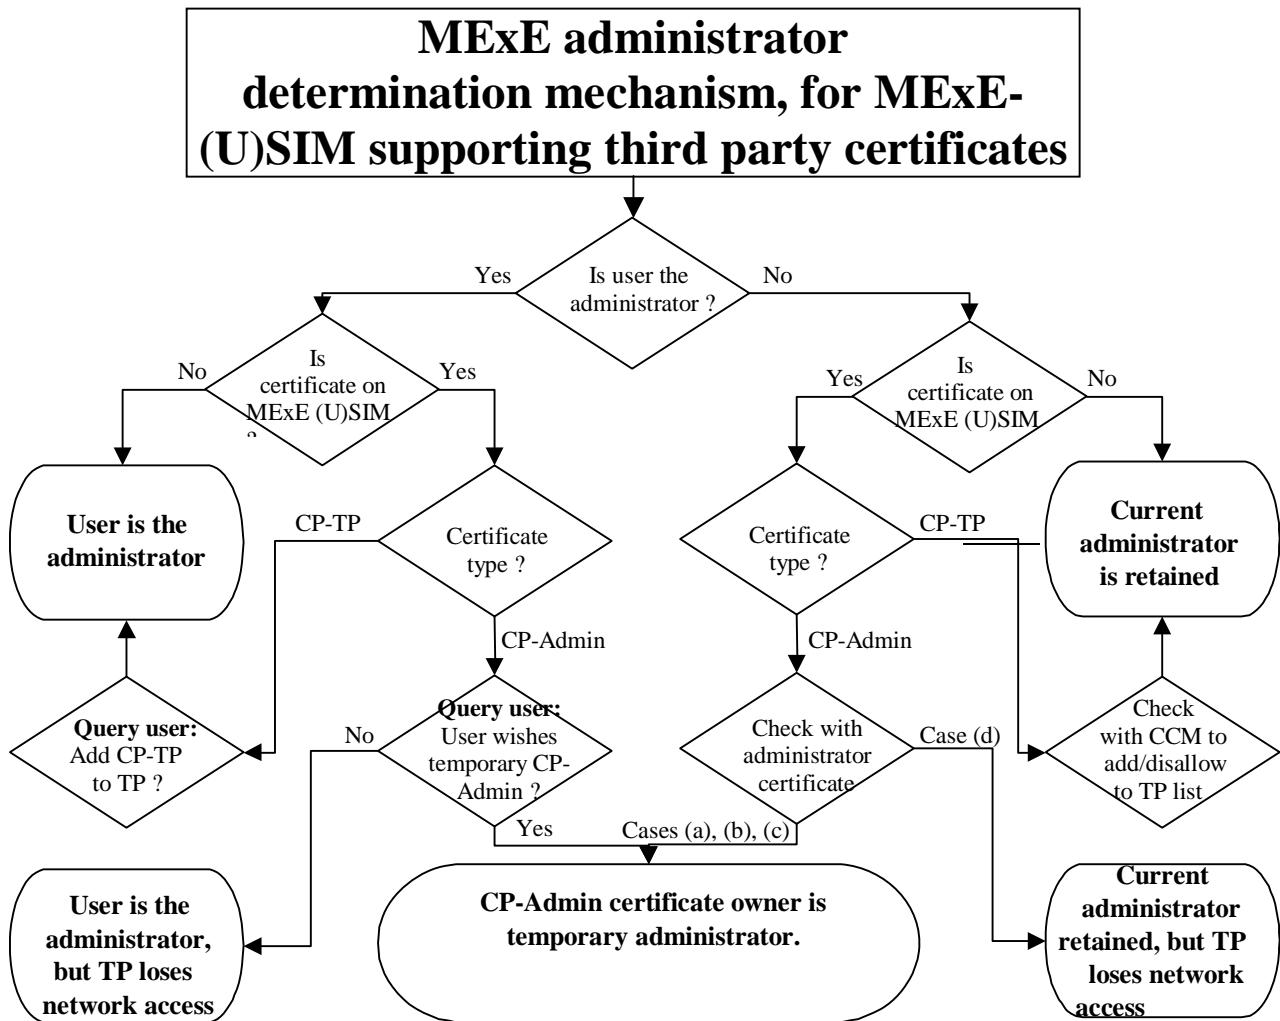 MExE administrator
determination mechanism, for MExE-
(U)SIM supporting third party certificates
Is user the
administrator ?
Yes
No
Is
certificate on
MExE (U)SIM
?
No
Yes
Is
certificate on
MExE (U)SIM
Yes
No
User is the
administrator
CP-TP
Certificate
type ?
Certificate
type ?
CP-TP
Current
administrator
is retained
CP-Admin
CP-Admin
Query user:
Add CP-TP
to TP ?
No
Query user:
User wishes
temporary CP-
Admin ?
Check with
administrator
certificate
Case (d)
Check
with CCM to
add/disallow
to TP list
Yes
Cases (a), (b), (c)
User is the
administrator,
but TP loses
network access
CP-Admin certificate owner is
temporary administrator.
Current
administrator
retained, but TP
loses network
access